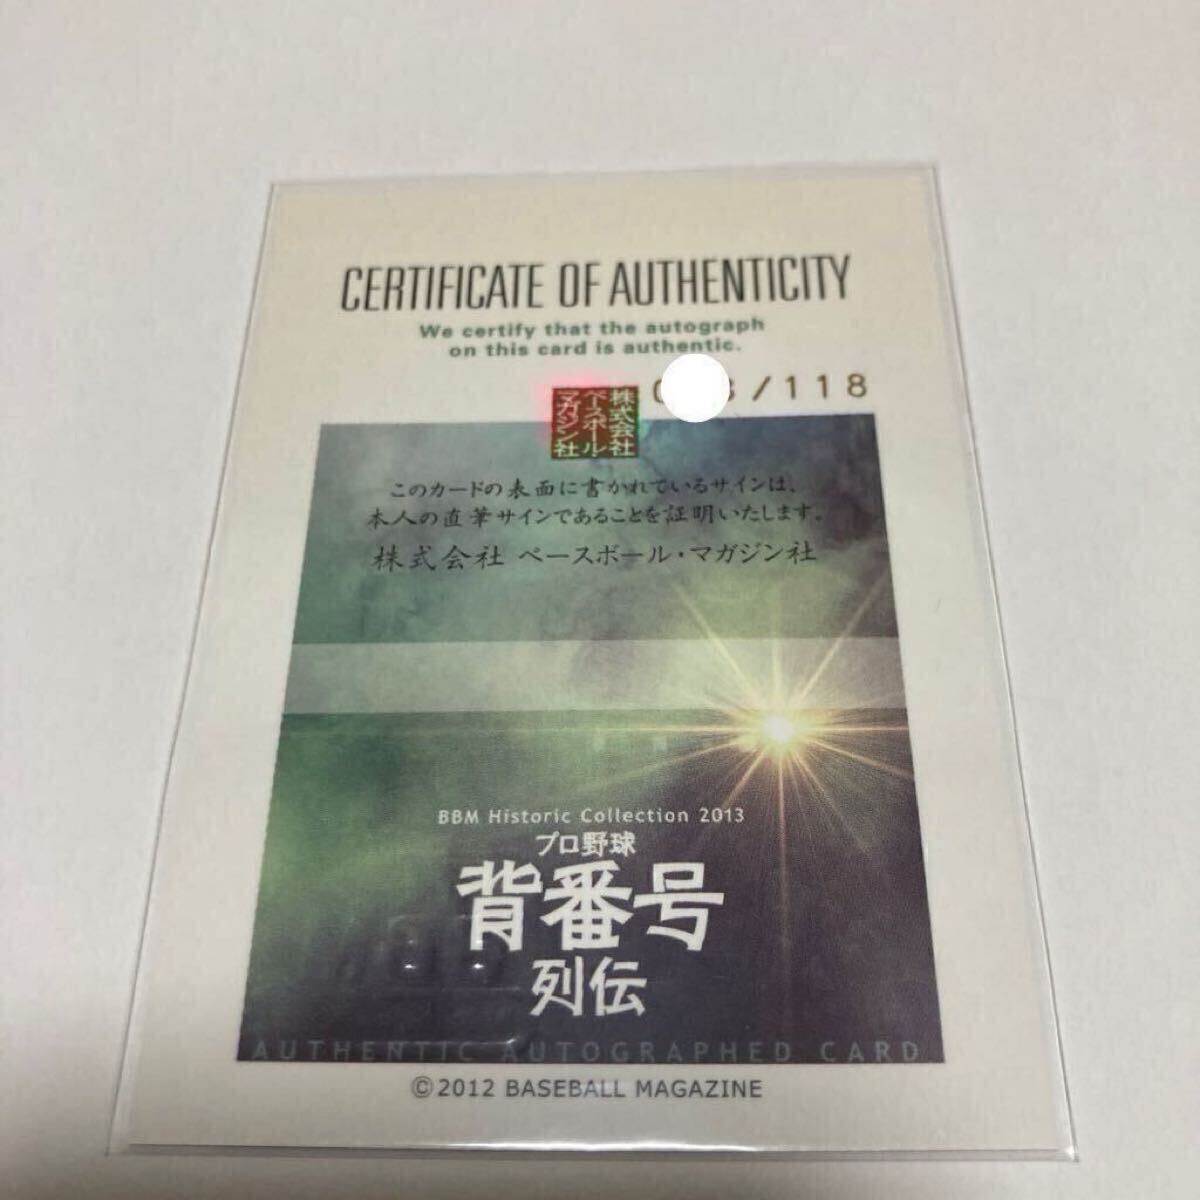 CERTIFICATE OF AUTHENTICITY
We certify that the autograph
on this card is authentic.
/118
株式会社
ベースボール・
マガジン社
このカードの表面に書かれているサインは、
本人の直筆サインであることを証明いたします。
株式会社 ベースボール・マガジン社
BBM Historic Collection 2013
プロ野球
背番号
列伝
AUTHENTIC AUTOGRAPHED CARD
©2012 BASEBALL MAGAZINE